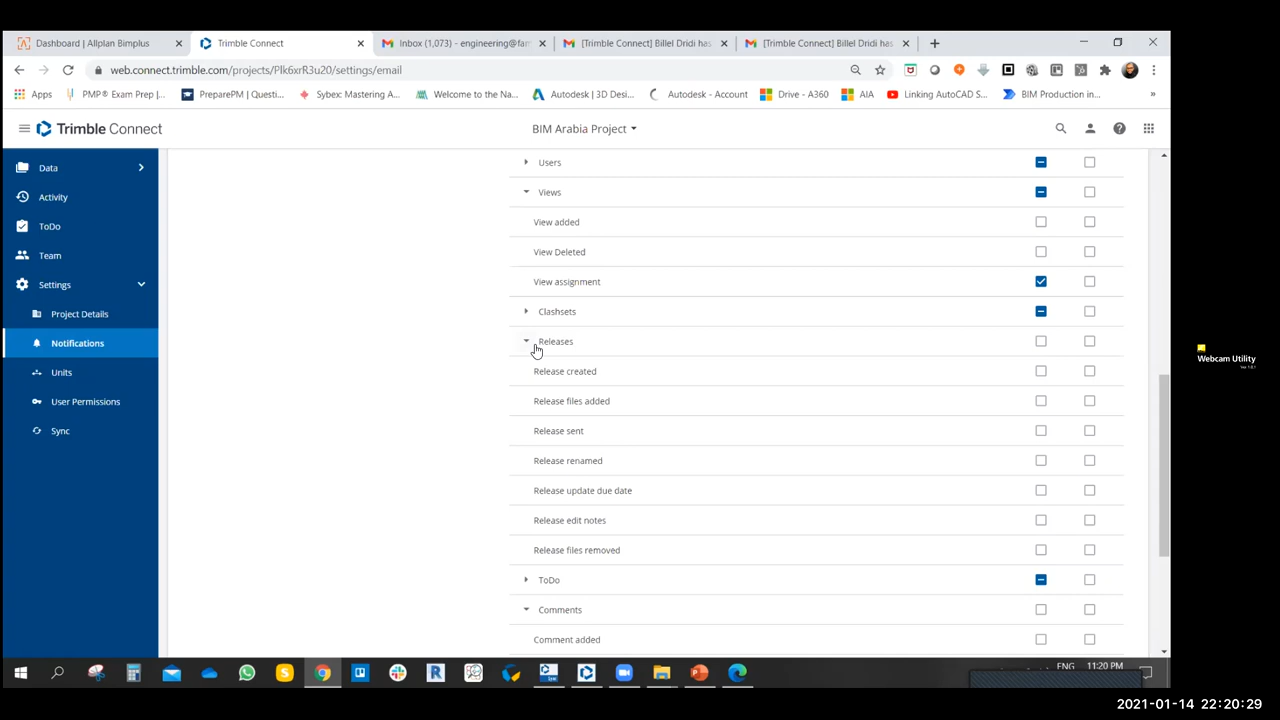 Dashboard | Allplan Bimplus
Trimble Connect
Inbox (1,073) - engineering@fam
[Trimble Connect] Billel Dridi has
[Trimble Connect] Billel Dridi has
web.connect.trimble.com/projects/Plk6xrR3u20/settings/email
Apps
PMP® Exam Prep |...
PreparePM | Questi...
Sybex: Mastering A...
Welcome to the Na...
Autodesk | 3D Desi...
Autodesk - Account
Drive - A360
AIA
Linking AutoCAD S...
BIM Production in...
»
Trimble Connect
BIM Arabia Project
Data
Activity
ToDo
Team
Settings
Project Details
Notifications
Units
User Permissions
Sync
Users
Views
View added
View Deleted
View assignment
Clashsets
Releases
Release created
Release files added
Release sent
Release renamed
Release update due date
Release edit notes
Release files removed
ToDo
Comments
Comment added
Webcam Utility
ENG
11:20 PM
2021-01-14 22:20:29